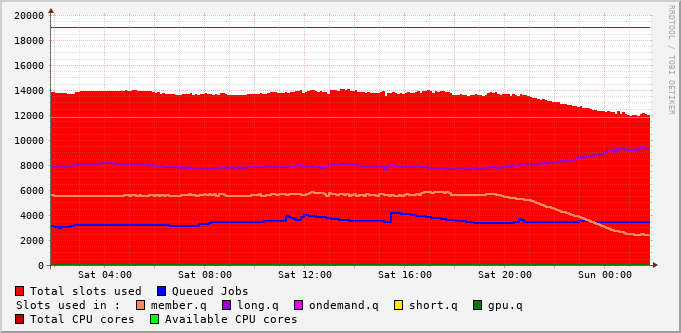 RRDTOOL / TOBI OETIKER
20000
18000
16000
14000
12000
10000
8000
6000
4000
2000
0
Sat 04:00 Sat 08:00 Sat 12:00 Sat 16:00 Sat 20:00 Sun 00:00
Total slots used Queued Jobs
Slots used in : member.q long.q ondemand.q short.q gpu.q
Total CPU cores Available CPU cores